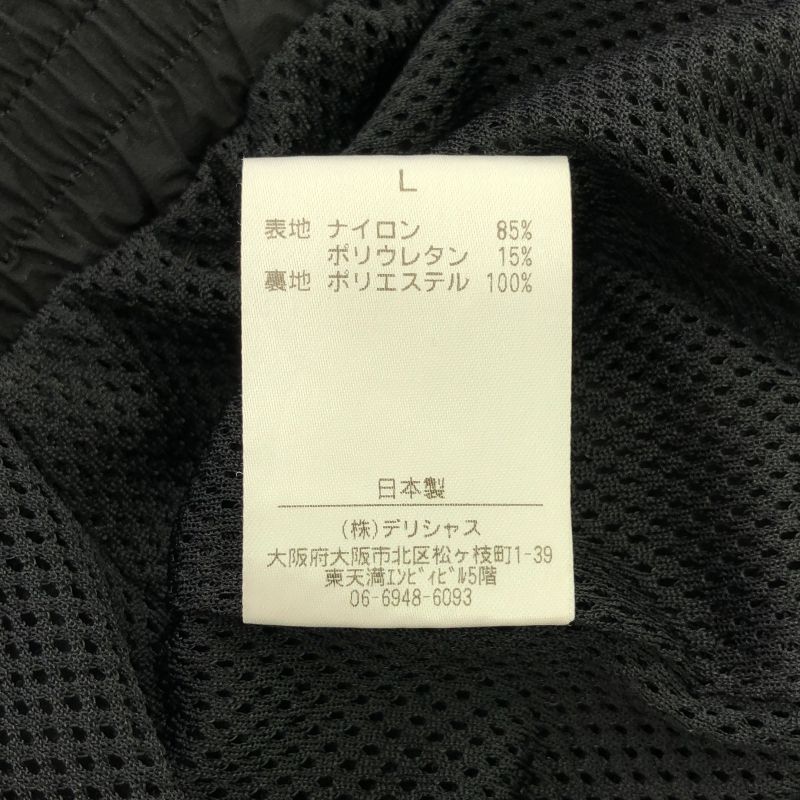 L
表地 ナイロン 85%
ポリウレタン 15%
裏地 ポリエステル 100%
日本製
(株)デリシャス
大阪府大阪市北区松ヶ枝町1-39
東天満ｴﾝﾋﾞｨﾋﾞﾙ5階
06-6948-6093